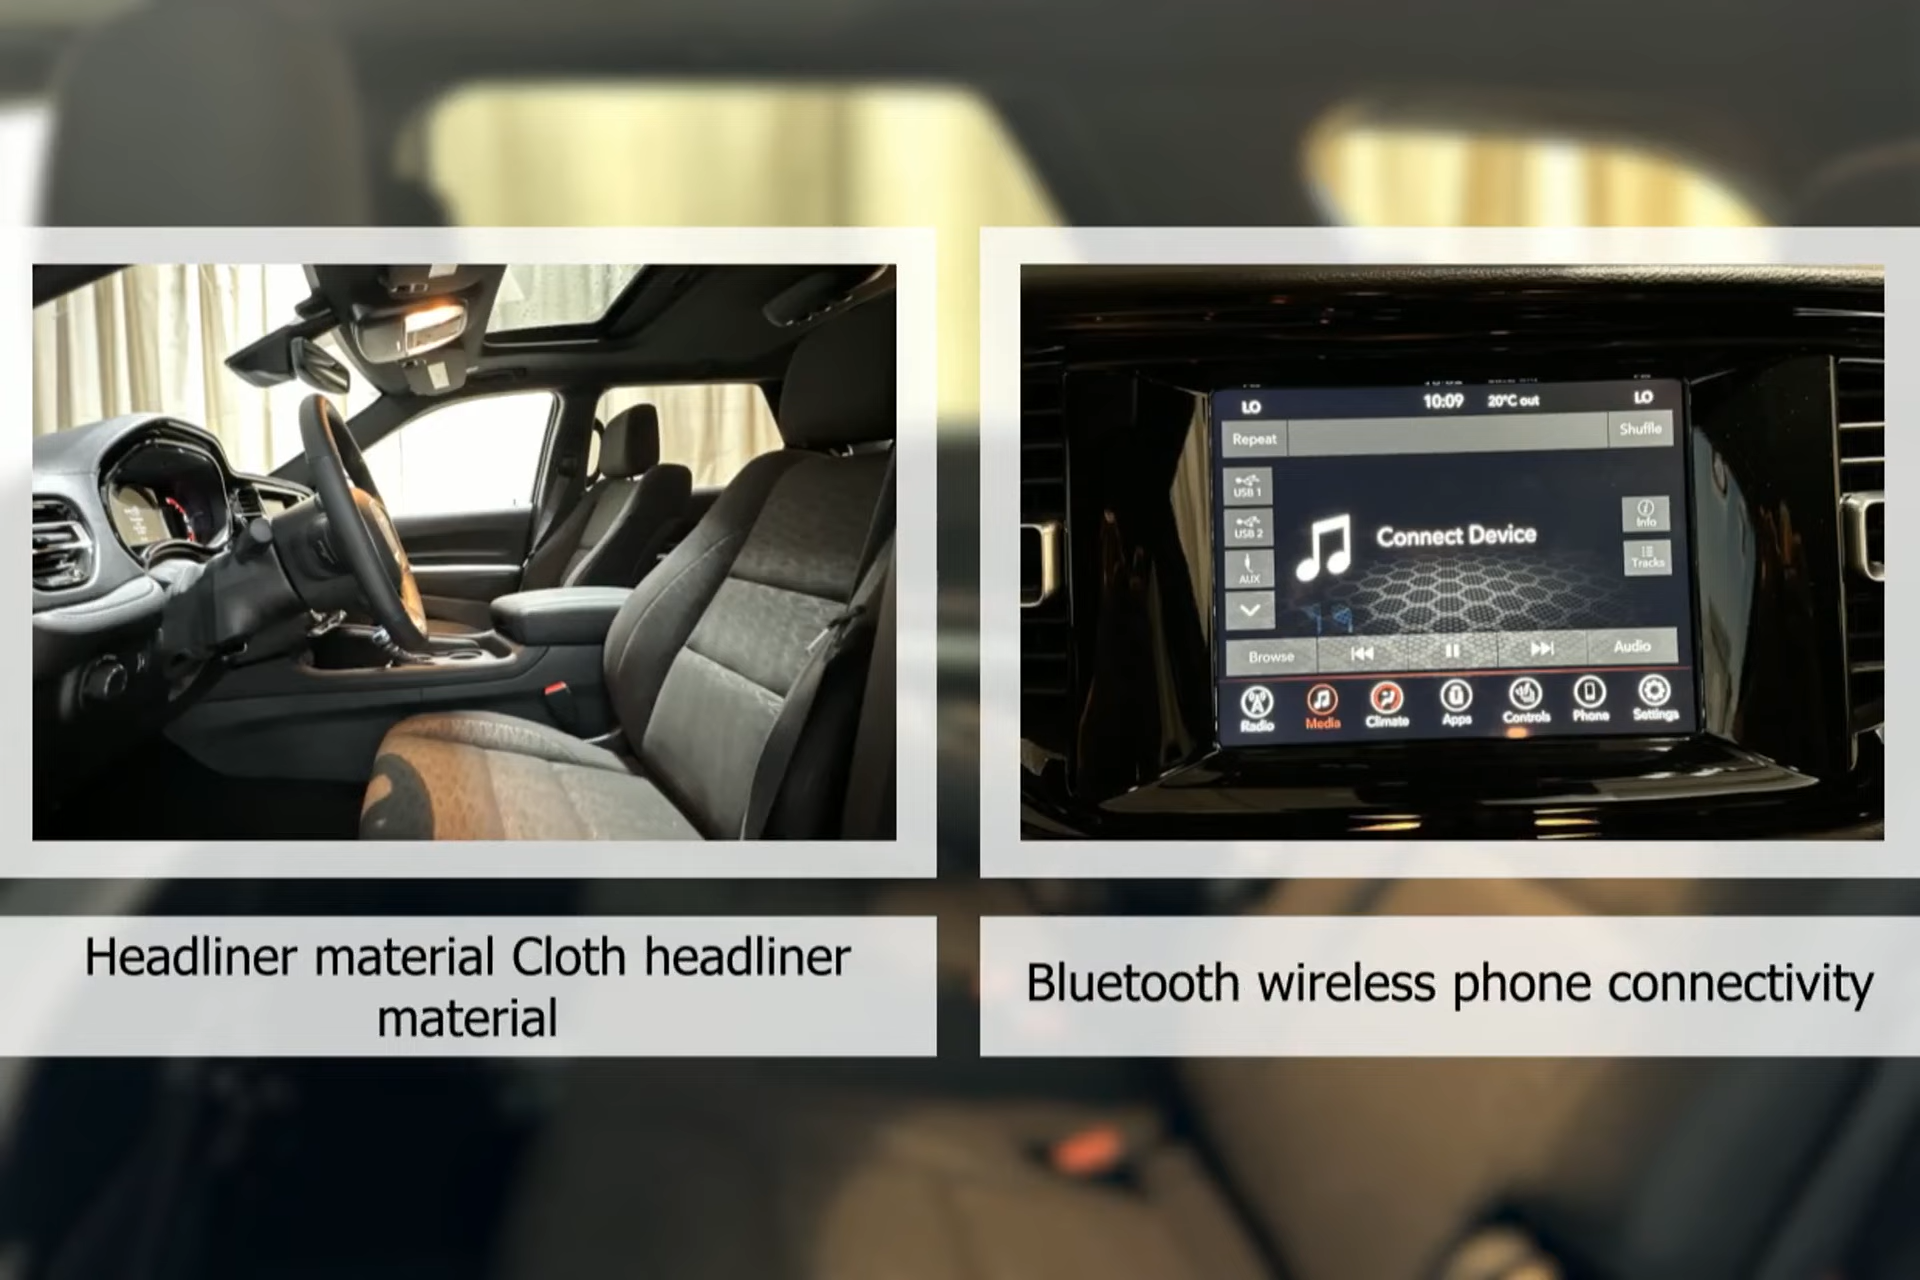 LO
10:09
20°C out
LO
Repeat
Shuffle
USB 1
USB 2
AUX
Info
Tracks
Connect Device
Browse
Audio
Radio
Media
Climate
Apps
Controls
Phone
Settings
Headliner material Cloth headliner
material
Bluetooth wireless phone connectivity